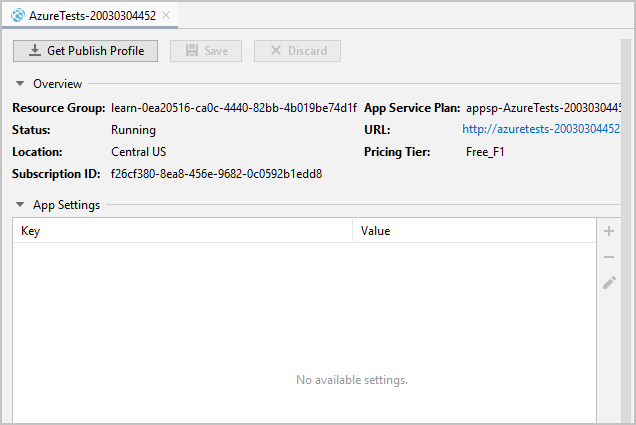 AzureTests-20030304452
Get Publish Profile Save Discard
Overview
Resource Group: learn-0ea20516-ca0c-4440-82bb-4b019be74d1f App Service Plan: appsp-AzureTests-2003030445
Status: Running URL: http://azuretests-20030304452
Location: Central US Pricing Tier: Free_F1
Subscription ID: f26cf380-8ea8-456e-9682-0c0592b1edd8
App Settings
Key Value
No available settings.